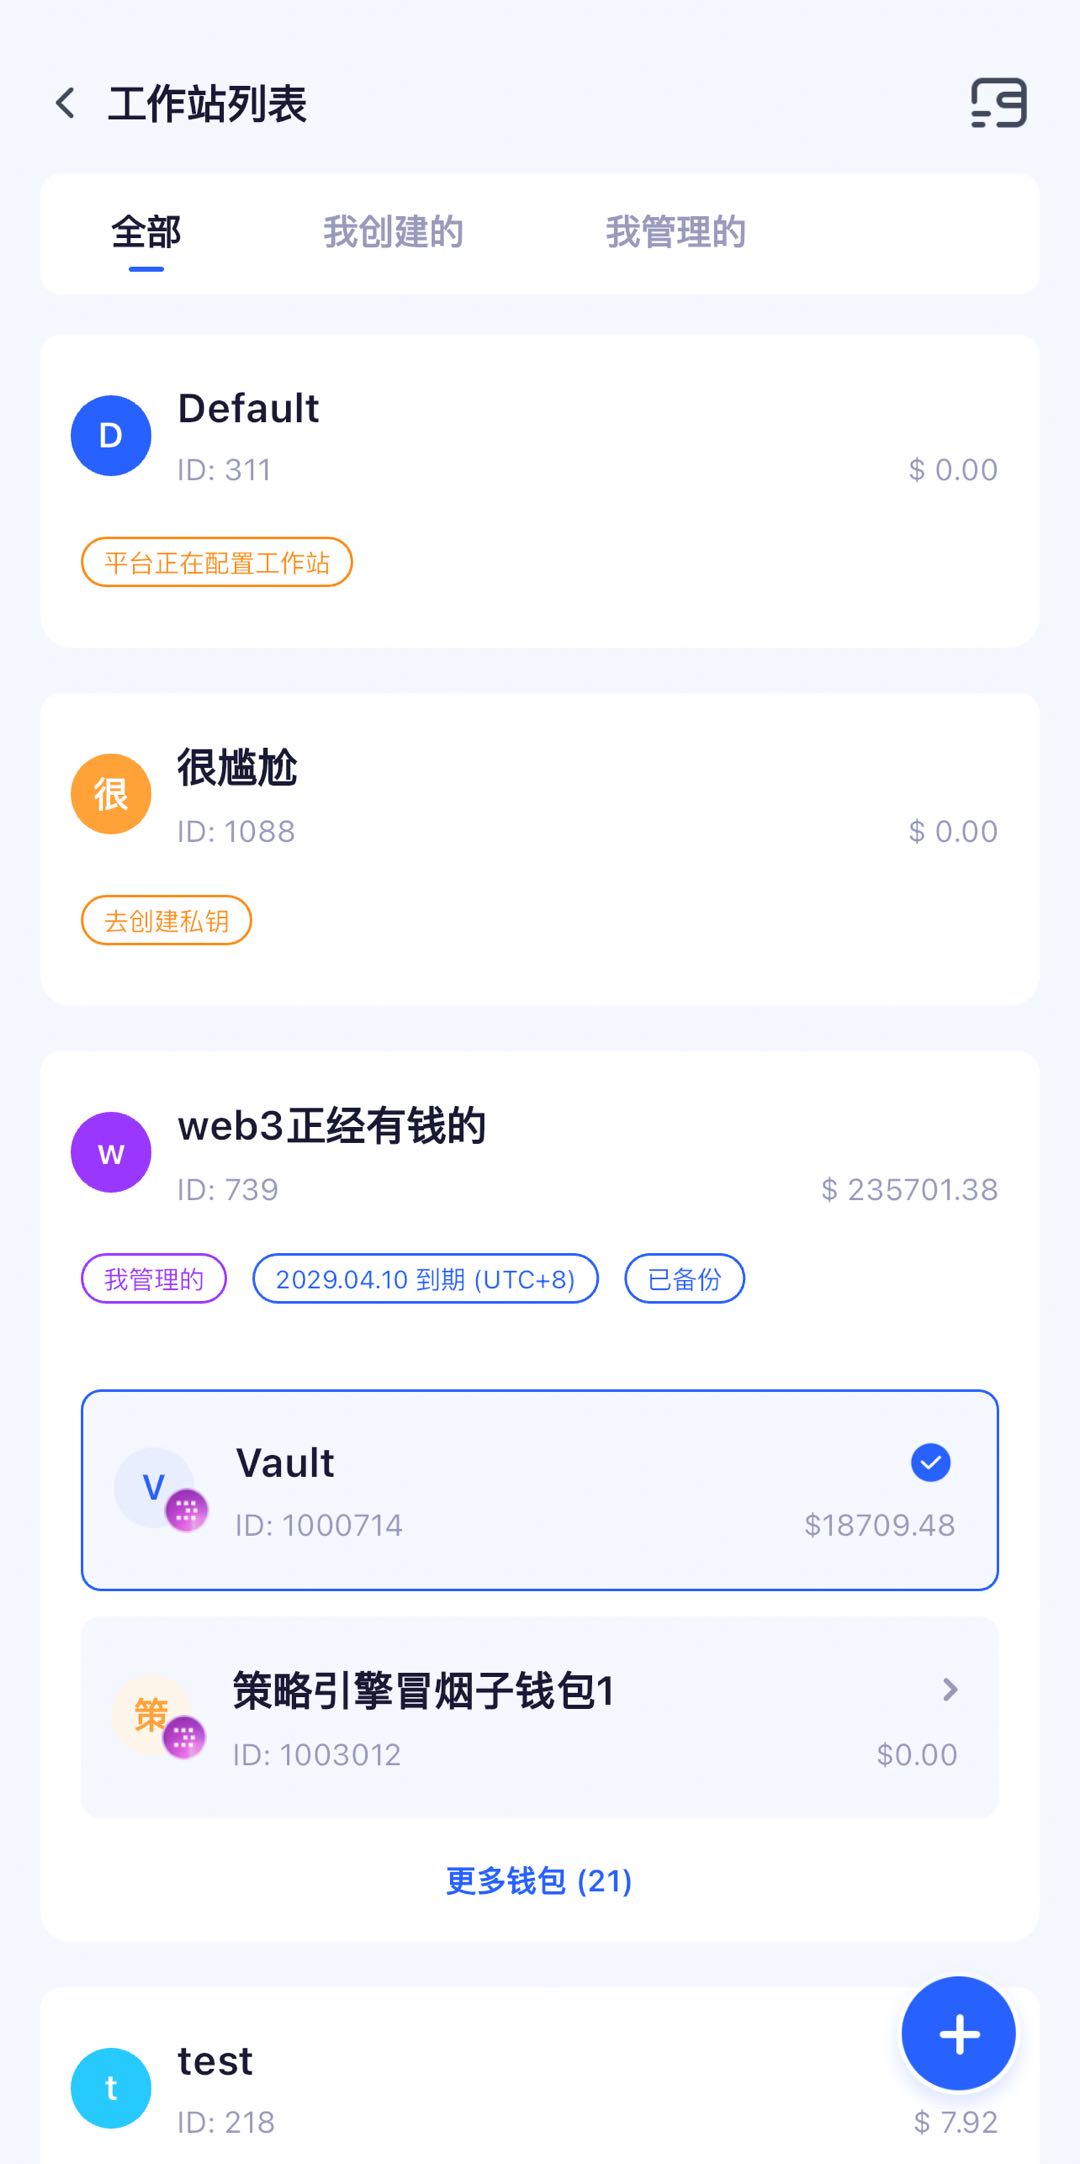 工作站列表
全部 我创建的 我管理的
D
Default
ID: 311 $ 0.00
平台正在配置工作站
很
很尴尬
ID: 1088 $ 0.00
去创建私钥
w
web3正经有钱的
ID: 739 $ 235701.38
我管理的 2029.04.10 到期 (UTC+8) 已备份
V
Vault
ID: 1000714 $18709.48
策
策略引擎冒烟子钱包1
ID: 1003012 $0.00
更多钱包 (21)
t
test
ID: 218 $ 7.92